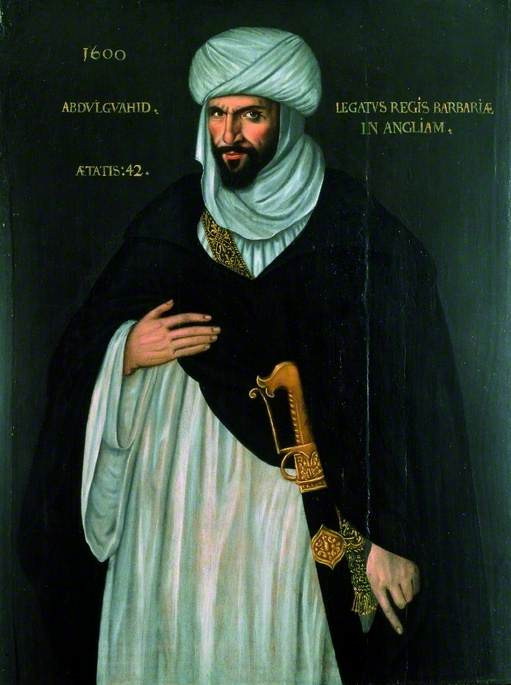 1600
ABDVLGVAHID.
ÆTATIS:42.
LEGATVS REGIS BARBARIÆ
IN ANGLIAM.